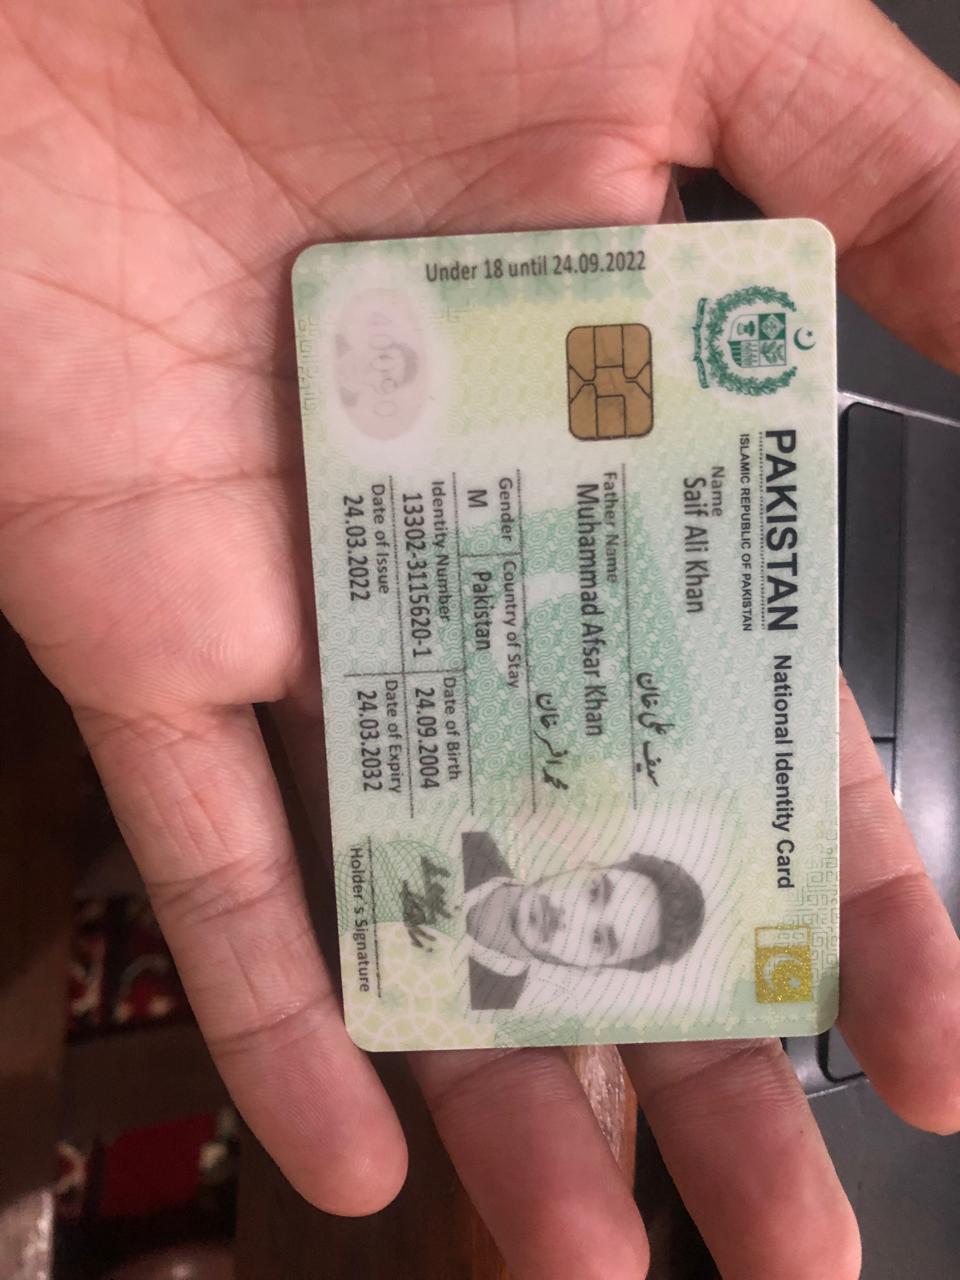 PAKISTAN National Identity Card
ISLAMIC REPUBLIC OF PAKISTAN
Name
Saif Ali Khan
سیف علی خان
Father Name
Muhammad Afsar Khan
محمد افسر خان
Gender Country of Stay
M Pakistan
Identity Number Date of Birth
13302-3115620-1 24.09.2004
Date of Issue Date of Expiry
24.03.2022 24.03.2032
Holder's Signature
Under 18 until 24.09.2022